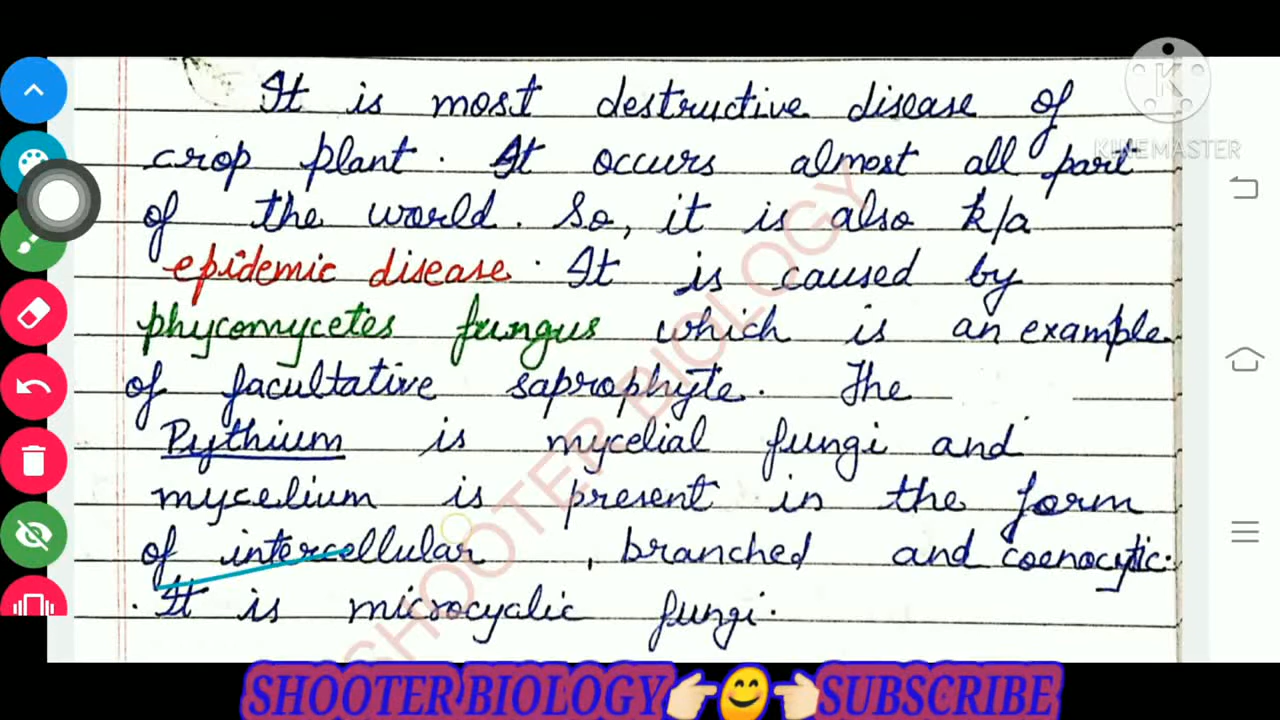 It is most destructive disease of
crop plant. It occurs almost all part
of the world. So, it is also k/a
epidemic disease. It is caused by
phycomycetes fungus which is an example
of facultative saprophyte. The
Pythium is mycelial fungi and
mycelium is present in the form
of intercellular, branched and coenocytic.
It is microcyalic fungi.
K
KINEMASTER
SHOOTER BIOLOGY
SHOOTER BIOLOGY👉🏻😊👈🏻SUBSCRIBE